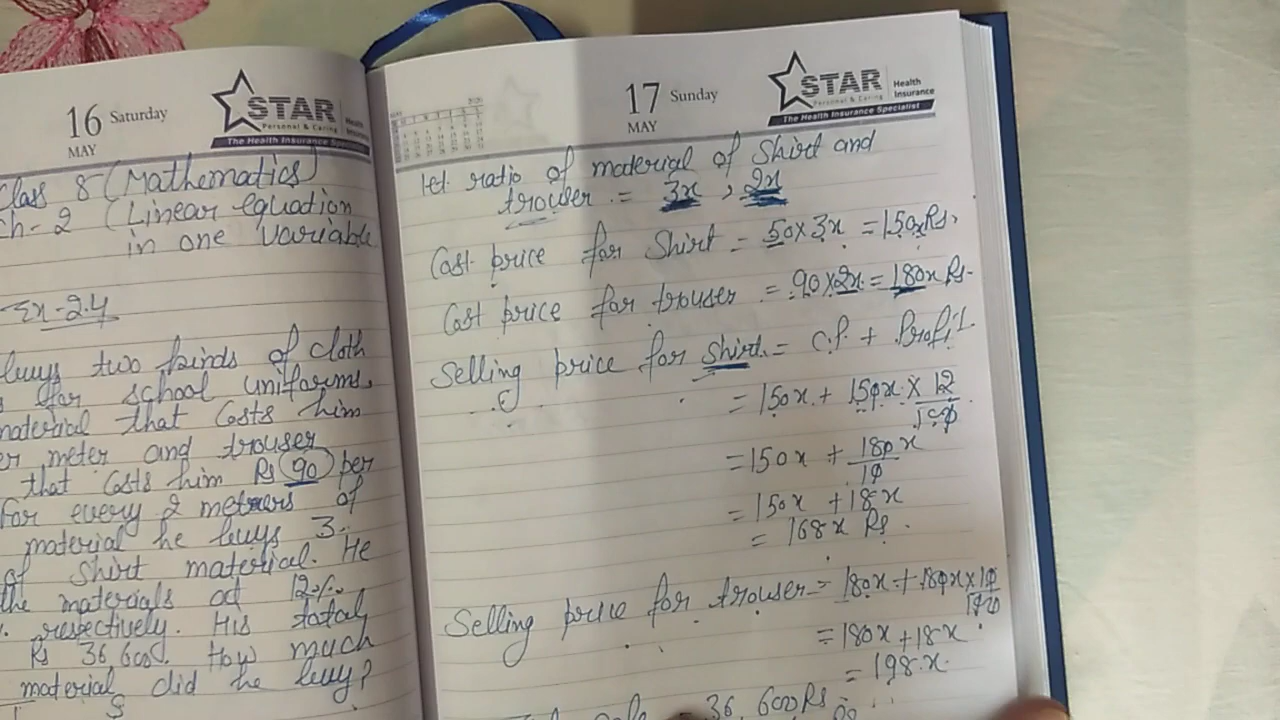 16 Saturday
MAY
STAR
Health
Personal & Caring
The Health Insurance Specialist
Class 8 (Mathematics)
Ch-2 (Linear equation
in one variable
Ex-2.4
buys two kinds of cloth
for school uniforms,
material that costs him
er meter and trouser
that costs him Rs 90 per
For every 2 meters of
material he buys 3
of shirt material. He
the materials at 12%
respectively. His total
Rs 36,600. How much
material did he buy?
17 Sunday
MAY
STAR
Health
Insurance
Personal & Caring
The Health Insurance Specialist
let ratio of material of Shirt and
trouser = 3x , 2x
Cost price for Shirt = 50x3x = 150x Rs.
Cost price for trouser = 90x2x = 180x Rs.
Selling price for shirt = C.P. + Profit
= 150x + 150x × 12/100
= 150x + 180x/10
= 150x + 18x
= 168x Rs.
Selling price for trouser = 180x + 180x × 10/100
= 180x + 18x
= 198x.
36,600 Rs